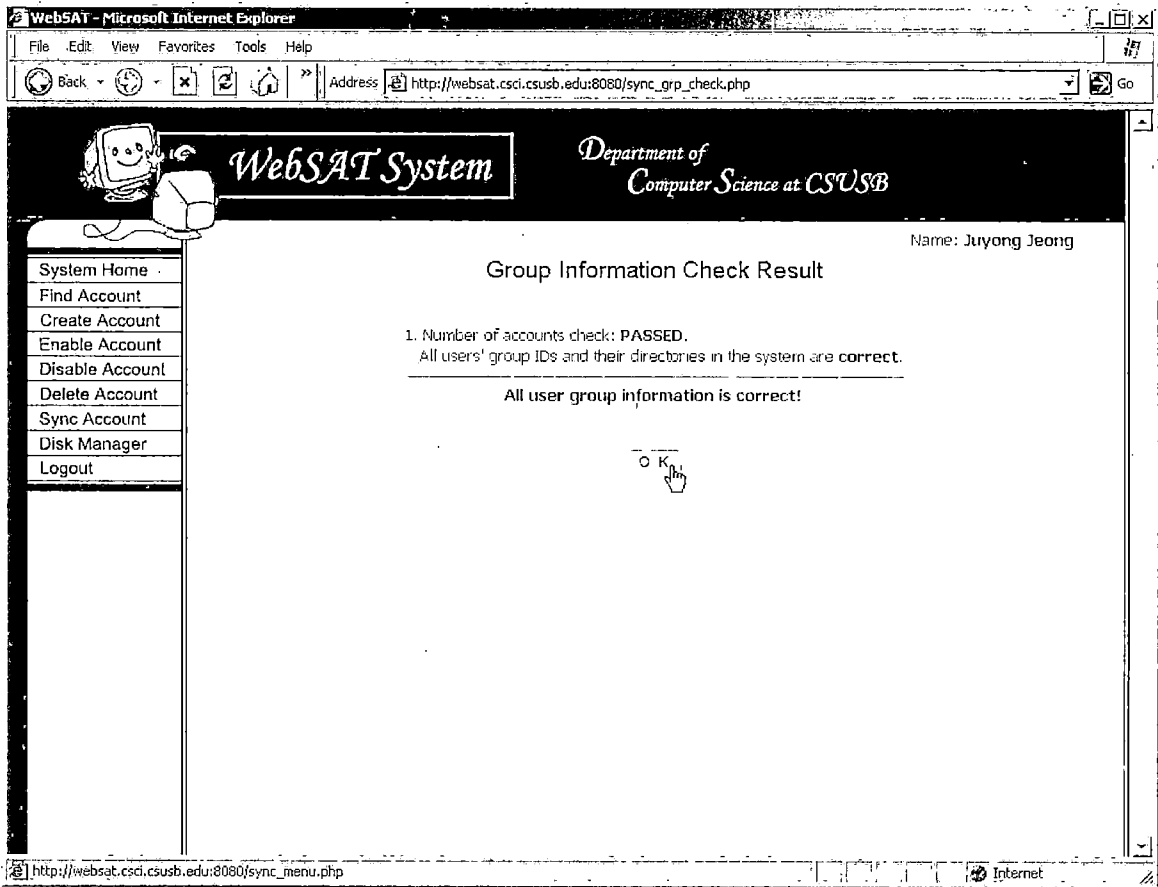 WebSAT - Microsoft Internet Explorer
File Edit View Favorites Tools Help
Back » Address http://websat.csci.csusb.edu:8080/sync_grp_check.php Go
WebSAT System
Department of
Computer Science at CSUSB
Name: Juyong Jeong
System Home
Find Account
Create Account
Enable Account
Disable Account
Delete Account
Sync Account
Disk Manager
Logout
Group Information Check Result
1. Number of accounts check: PASSED.
All users' group IDs and their directories in the system are correct.
All user group information is correct!
O K
http://websat.csci.csusb.edu:8080/sync_menu.php Internet